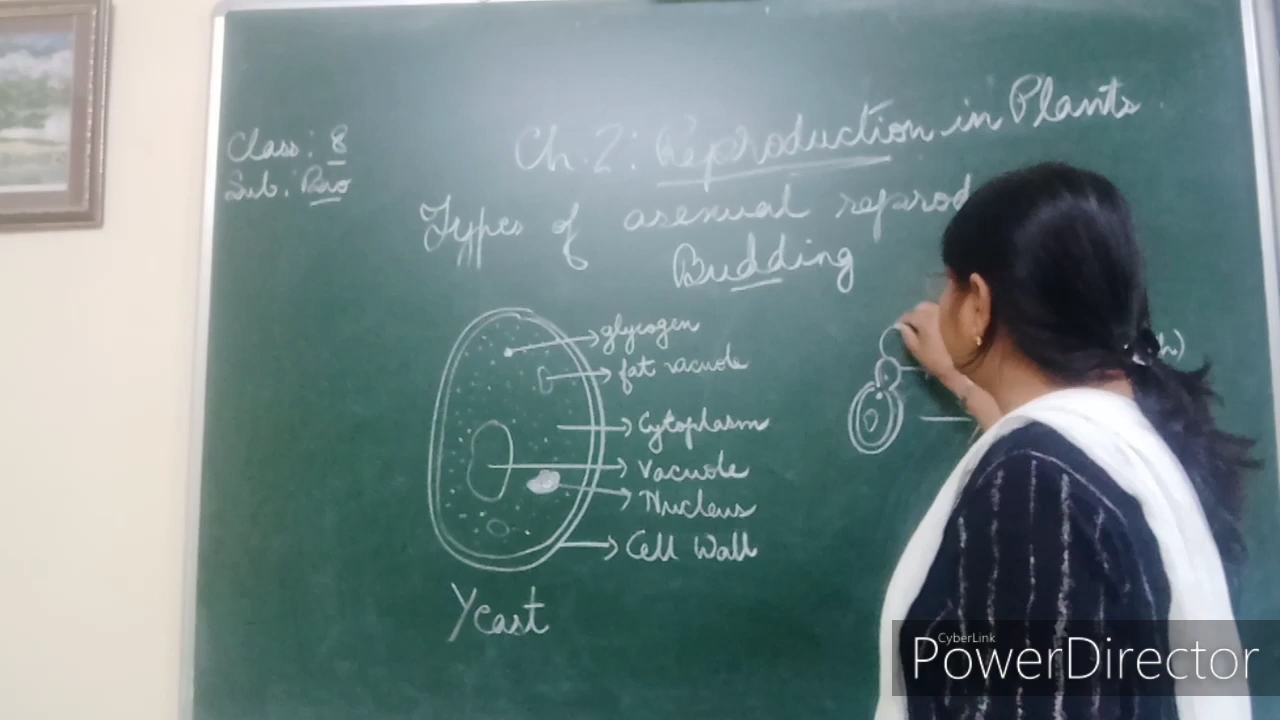 Class: 8
Sub. Bio
Ch. 2: Reproduction in Plants
Types of asexual reprod
Budding
glycogen
fat vacuole
Cytoplasm
Vacuole
Nucleus
Cell Wall
Yeast
h)
CyberLink
PowerDirector